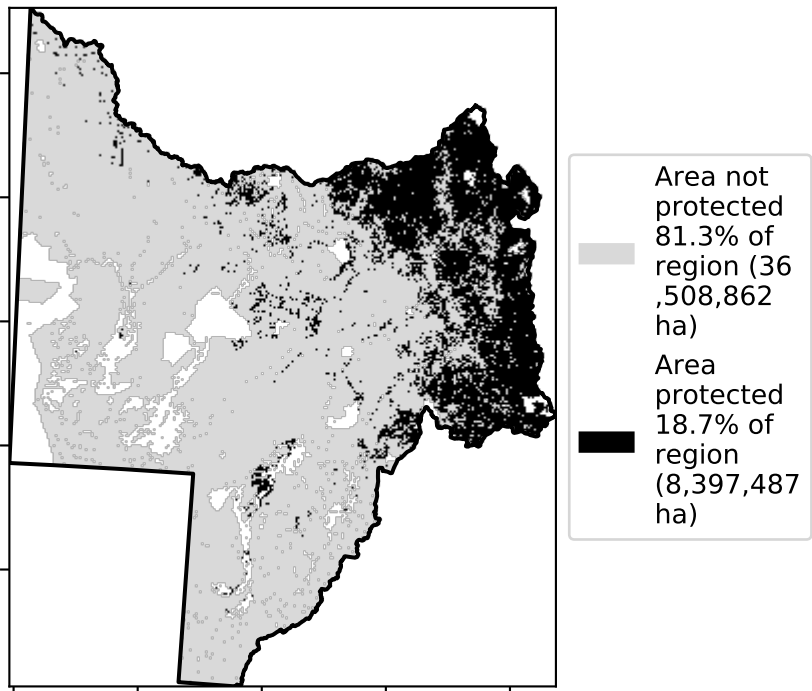 Area not
protected
81.3% of
region (36
,508,862
ha)
Area
protected
18.7% of
region
(8,397,487
ha)